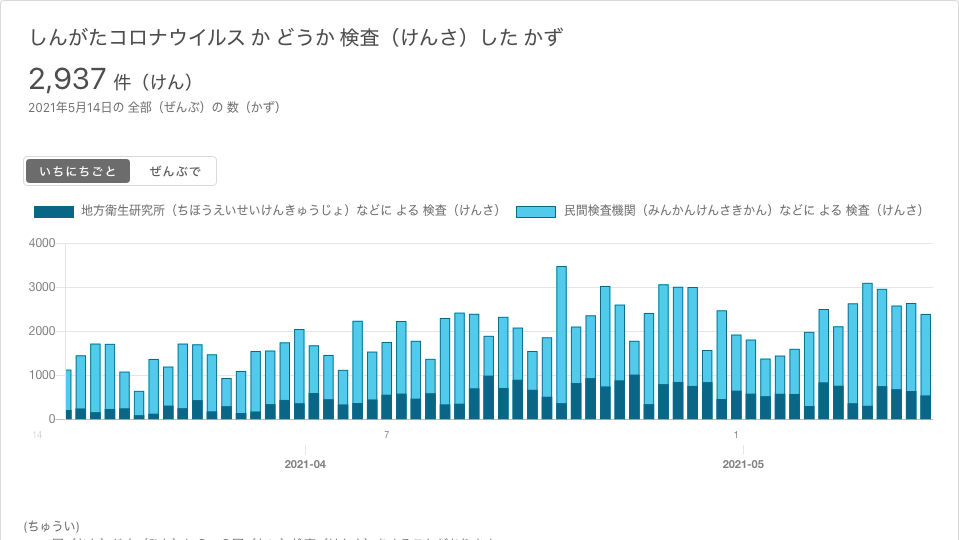 しんがたコロナウイルス か どうか 検査（けんさ）した かず
2,937 件（けん）
2021年5月14日の 全部（ぜんぶ）の 数（かず）
いちにちごと ぜんぶで
地方衛生研究所（ちほうえいせいけんきゅうじょ）などに よる 検査（けんさ） 民間検査機関（みんかんけんさきかん）などに よる 検査（けんさ）
4000
3000
2000
1000
0
14 7 1
2021-04 2021-05
(ちゅうい)